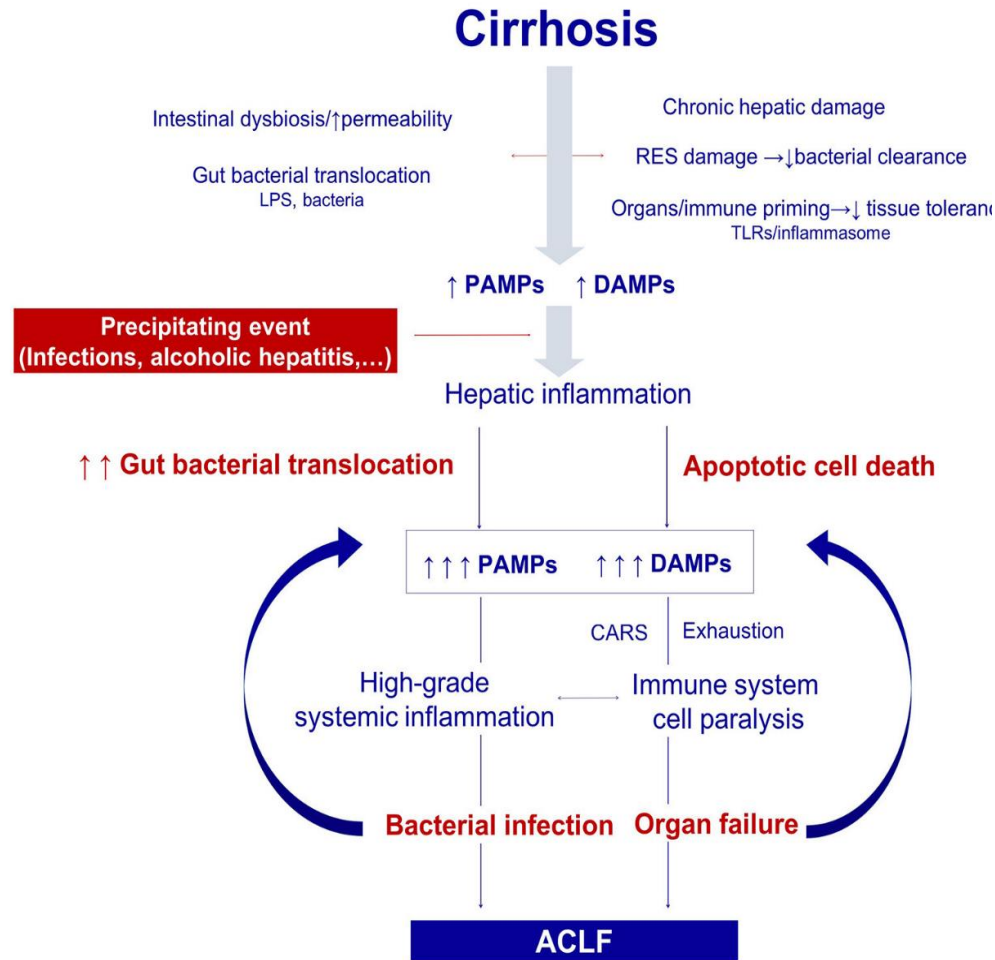 Cirrhosis
Intestinal dysbiosis/↑permeability
Gut bacterial translocation
LPS, bacteria
Chronic hepatic damage
RES damage →↓bacterial clearance
Organs/immune priming→↓ tissue toleranc
TLRs/inflammasome
↑ PAMPs ↑ DAMPs
Precipitating event
(Infections, alcoholic hepatitis,...)
Hepatic inflammation
↑ ↑ Gut bacterial translocation
Apoptotic cell death
↑ ↑ ↑ PAMPs ↑ ↑ ↑ DAMPs
CARS Exhaustion
High-grade
systemic inflammation
Immune system
cell paralysis
Bacterial infection
Organ failure
ACLF